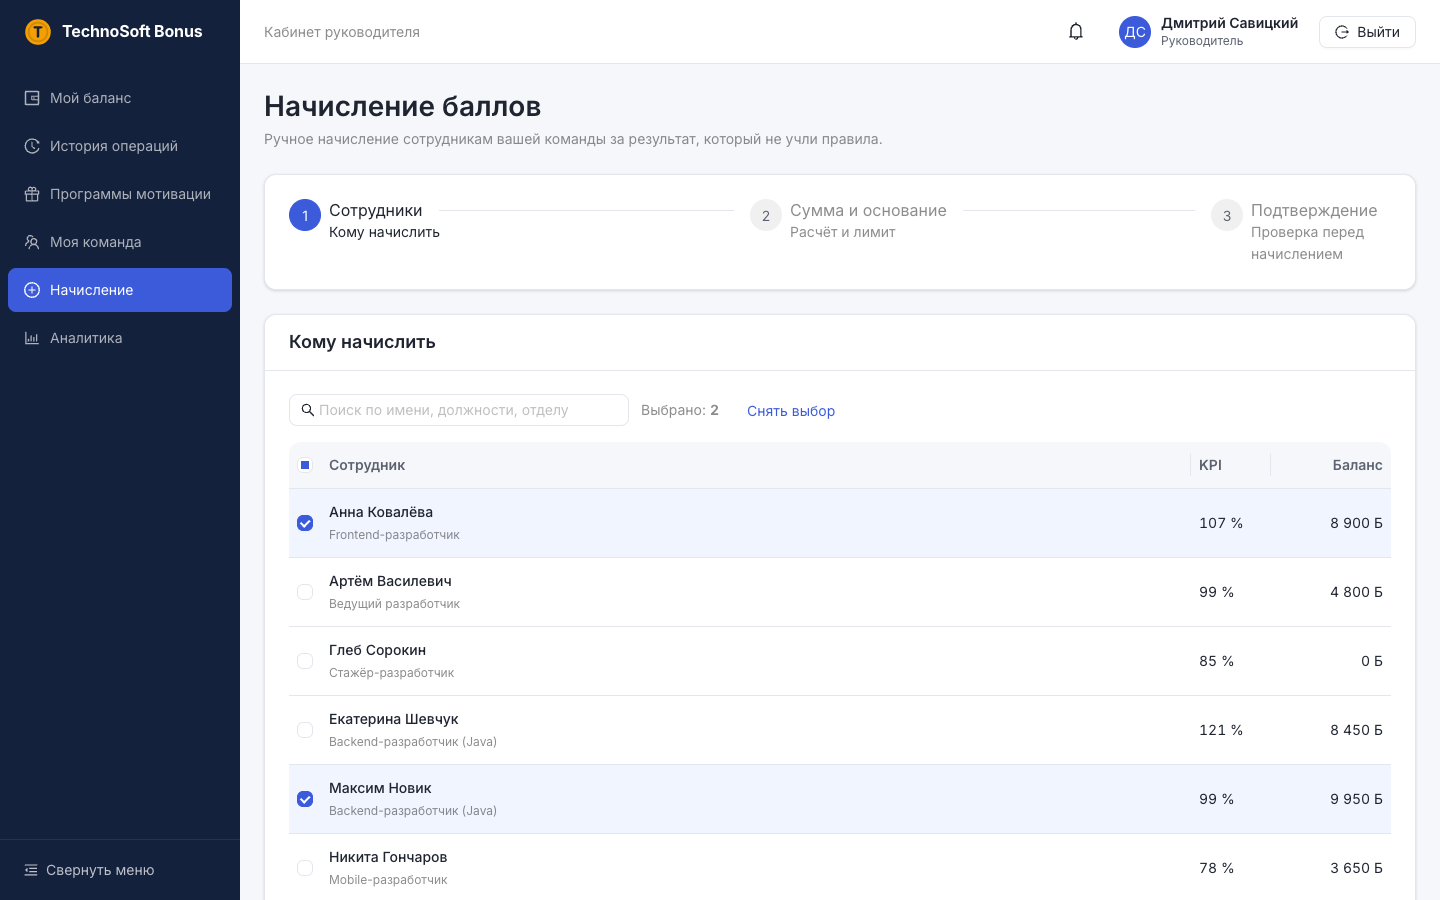 TechnoSoft Bonus
Мой баланс
История операций
Программы мотивации
Моя команда
Начисление
Аналитика
Свернуть меню
Кабинет руководителя
ДС
Дмитрий Савицкий
Руководитель
Выйти
Начисление баллов
Ручное начисление сотрудникам вашей команды за результат, который не учли правила.
1
Сотрудники
Кому начислить
2
Сумма и основание
Расчёт и лимит
3
Подтверждение
Проверка перед
начислением
Кому начислить
Поиск по имени, должности, отделу
Выбрано: 2
Снять выбор
Сотрудник KPI Баланс
Анна Ковалёва
Frontend-разработчик
107 % 8 900 Б
Артём Василевич
Ведущий разработчик
99 % 4 800 Б
Глеб Сорокин
Стажёр-разработчик
85 % 0 Б
Екатерина Шевчук
Backend-разработчик (Java)
121 % 8 450 Б
Максим Новик
Backend-разработчик (Java)
99 % 9 950 Б
Никита Гончаров
Mobile-разработчик
78 % 3 650 Б